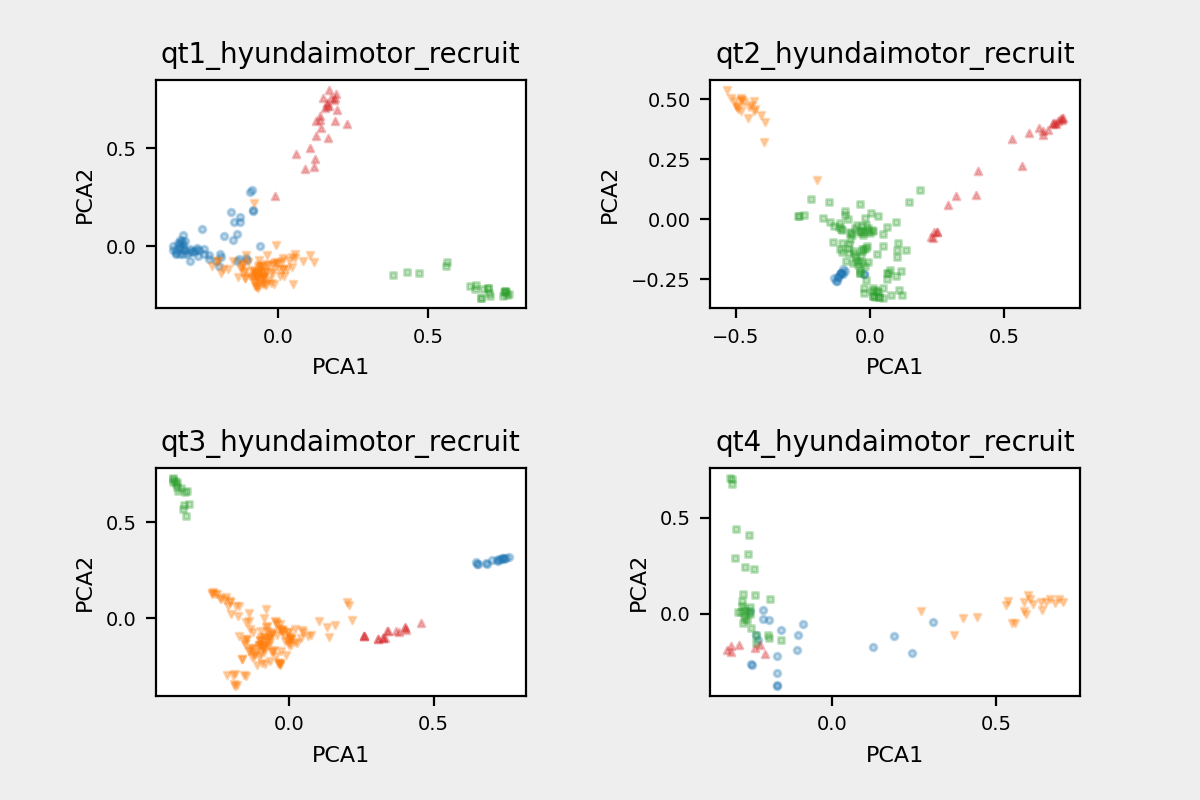 qt1_hyundaimotor_recruit
0.5
0.0
PCA2
0.0
0.5
PCA1
qt2_hyundaimotor_recruit
0.50
0.25
0.00
−0.25
PCA2
−0.5
0.0
0.5
PCA1
qt3_hyundaimotor_recruit
0.5
0.0
PCA2
0.0
0.5
PCA1
qt4_hyundaimotor_recruit
0.5
0.0
PCA2
0.0
0.5
PCA1